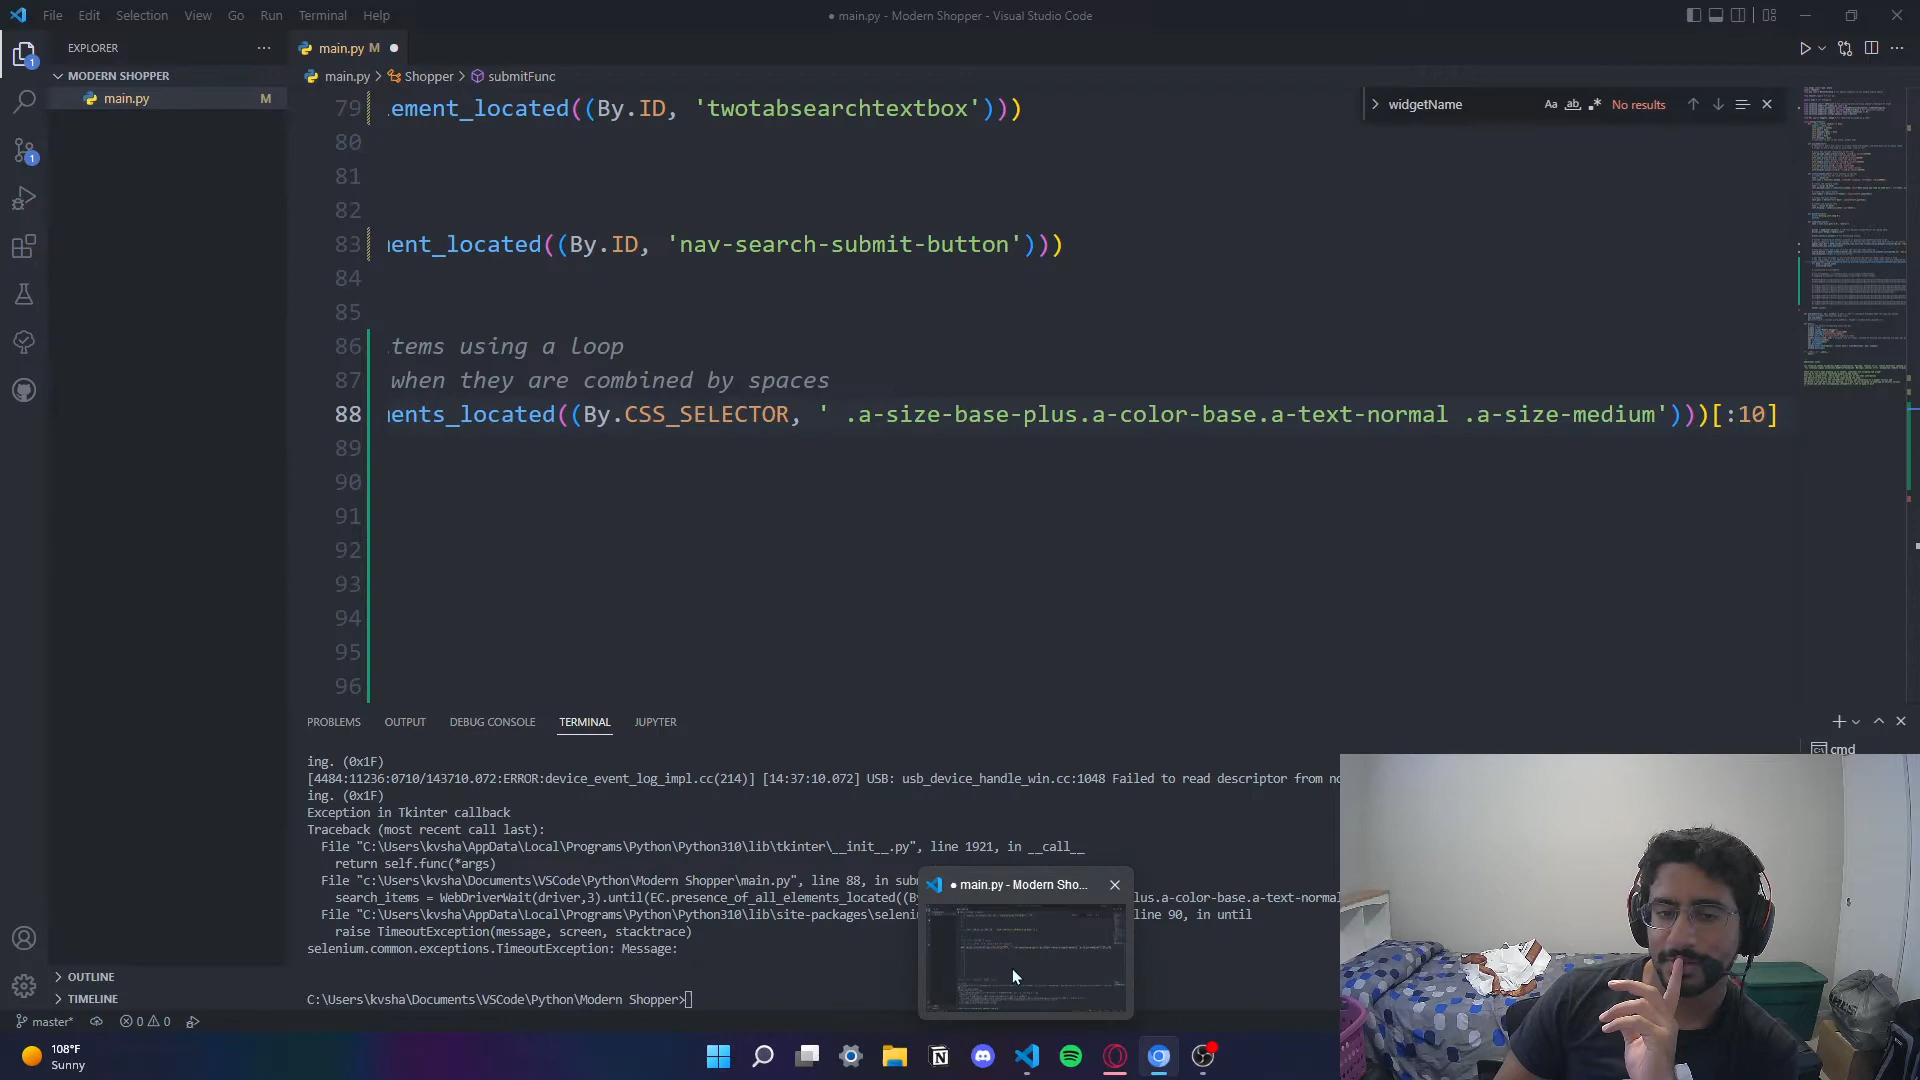 File Edit Selection View Go Run Terminal Help
● main.py - Modern Shopper - Visual Studio Code
EXPLORER
MODERN SHOPPER
main.py M
1
1
main.py M
main.py > Shopper > submitFunc
widgetName
Aa ab No results
79 ement_located((By.ID, 'twotabsearchtextbox')))
80
81
82
83 ent_located((By.ID, 'nav-search-submit-button')))
84
85
86 tems using a loop
87 when they are combined by spaces
88 ents_located((By.CSS_SELECTOR, ' .a-size-base-plus.a-color-base.a-text-normal .a-size-medium')))[:10]
89
90
91
92
93
94
95
96
PROBLEMS OUTPUT DEBUG CONSOLE TERMINAL JUPYTER
cmd
ing. (0x1F)
[4484:11236:0710/143710.072:ERROR:device_event_log_impl.cc(214)] [14:37:10.072] USB: usb_device_handle_win.cc:1048 Failed to read descriptor from no
ing. (0x1F)
Exception in Tkinter callback
Traceback (most recent call last):
File "C:\Users\kvsha\AppData\Local\Programs\Python\Python310\lib\tkinter\__init__.py", line 1921, in __call__
return self.func(*args)
File "c:\Users\kvsha\Documents\VSCode\Python\Modern Shopper\main.py", line 88, in sub
search_items = WebDriverWait(driver,3).until(EC.presence_of_all_elements_located((By plus.a-color-base.a-text-normal
File "C:\Users\kvsha\AppData\Local\Programs\Python\Python310\lib\site-packages\seleni line 90, in until
raise TimeoutException(message, screen, stacktrace)
selenium.common.exceptions.TimeoutException: Message:
C:\Users\kvsha\Documents\VSCode\Python\Modern Shopper>
● main.py - Modern Sho...
OUTLINE
TIMELINE
master* 0 0
108°F
Sunny